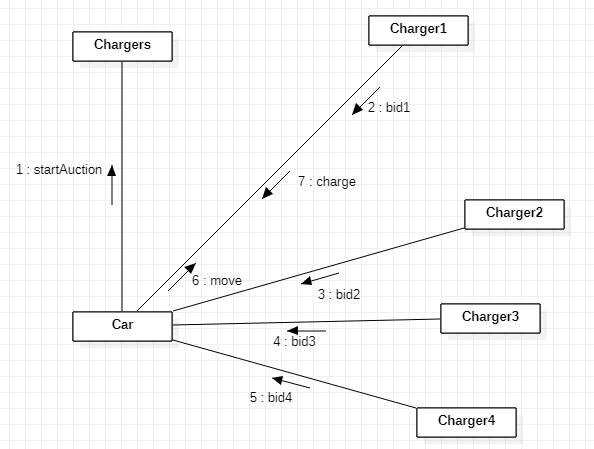 Charger1
Chargers
2 : bid1
1 : startAuction
7 : charge
Charger2
6 : move
3 : bid2
Car
Charger3
4 : bid3
5 : bid4
Charger4